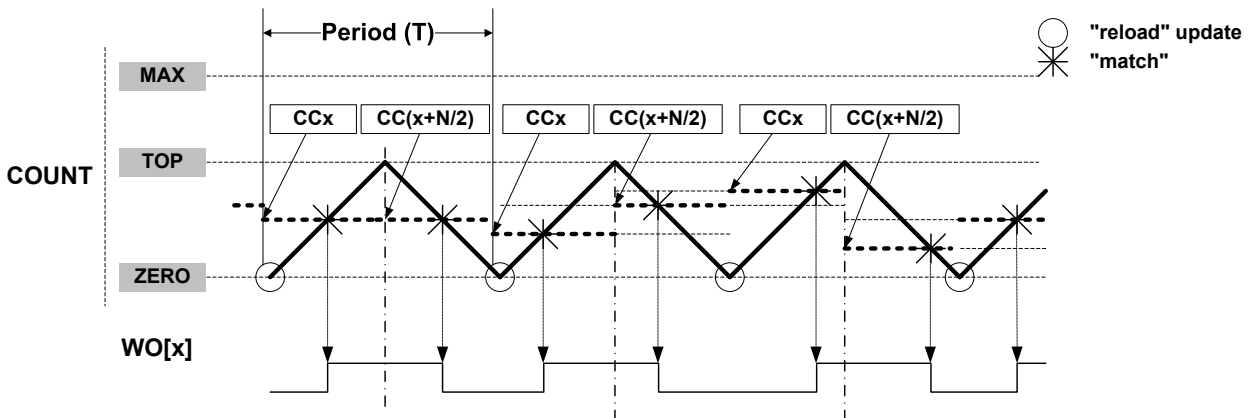 Period (T)
"reload" update
"match"
MAX
CCx
CC(x+N/2)
CCx
CC(x+N/2)
CCx
CC(x+N/2)
COUNT
TOP
ZERO
WO[x]